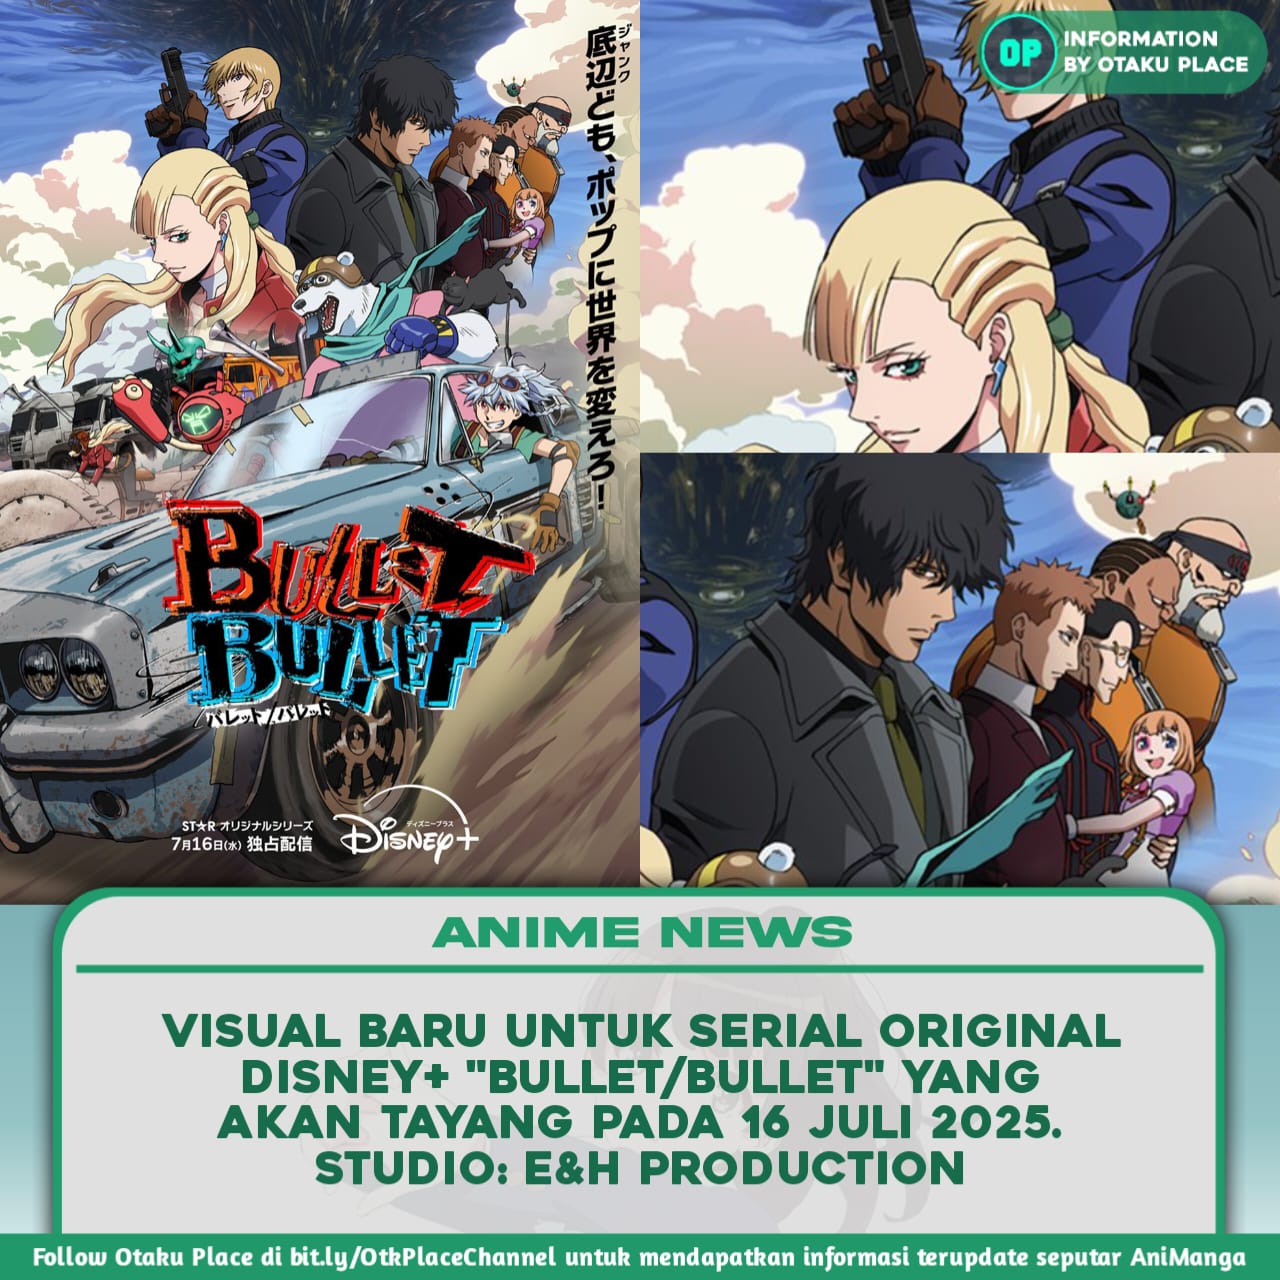 OP
INFORMATION
BY OTAKU PLACE
ジャンク
底辺ども、ポップに世界を変えろ!
BULLET
BULLET
バレット/バレット
ST★R オリジナルシリーズ
7月16日(水) 独占配信
ディズニープラス
Disney+
ANIME NEWS
VISUAL BARU UNTUK SERIAL ORIGINAL
DISNEY+ "BULLET/BULLET" YANG
AKAN TAYANG PADA 16 JULI 2025.
STUDIO: E&H PRODUCTION
Follow Otaku Place di bit.ly/OtkPlaceChannel untuk mendapatkan informasi terupdate seputar AniManga